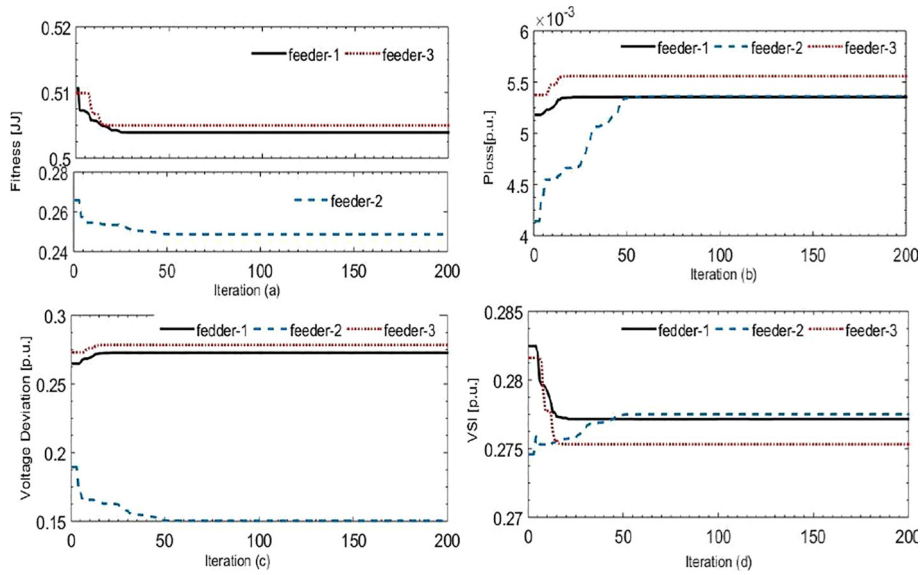 0.52
feeder-1 feeder-3
0.51
0.5
Fitness [JJ]
0.28
feeder-2
0.26
0.24
0 50 100 150 200
Iteration (a)
×10⁻³
6
feeder-1 feeder-2 feeder-3
5.5
5
4.5
4
Ploss[p.u.]
0 50 100 150 200
Iteration (b)
0.3
fedder-1 feeder-2 feeder-3
0.25
0.2
0.15
Voltage Deviation [p.u.]
0 50 100 150 200
Iteration (c)
0.285
fedder-1 feeder-2 feeder-3
0.28
0.275
0.27
VSI [p.u.]
0 50 100 150 200
Iteration (d)